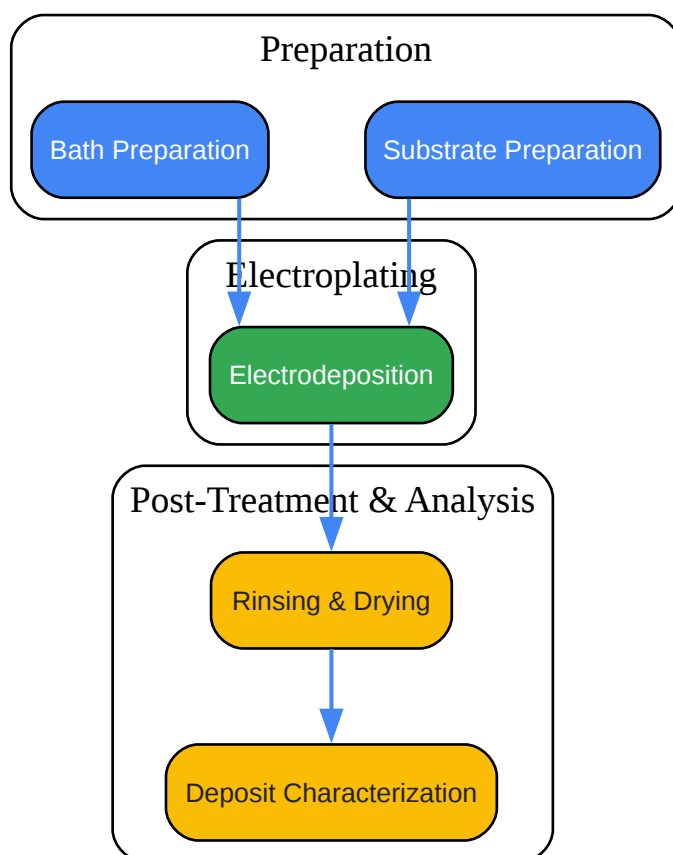 Preparation
Bath Preparation
Substrate Preparation
Electroplating
Electrodeposition
Post-Treatment & Analysis
Rinsing & Drying
Deposit Characterization